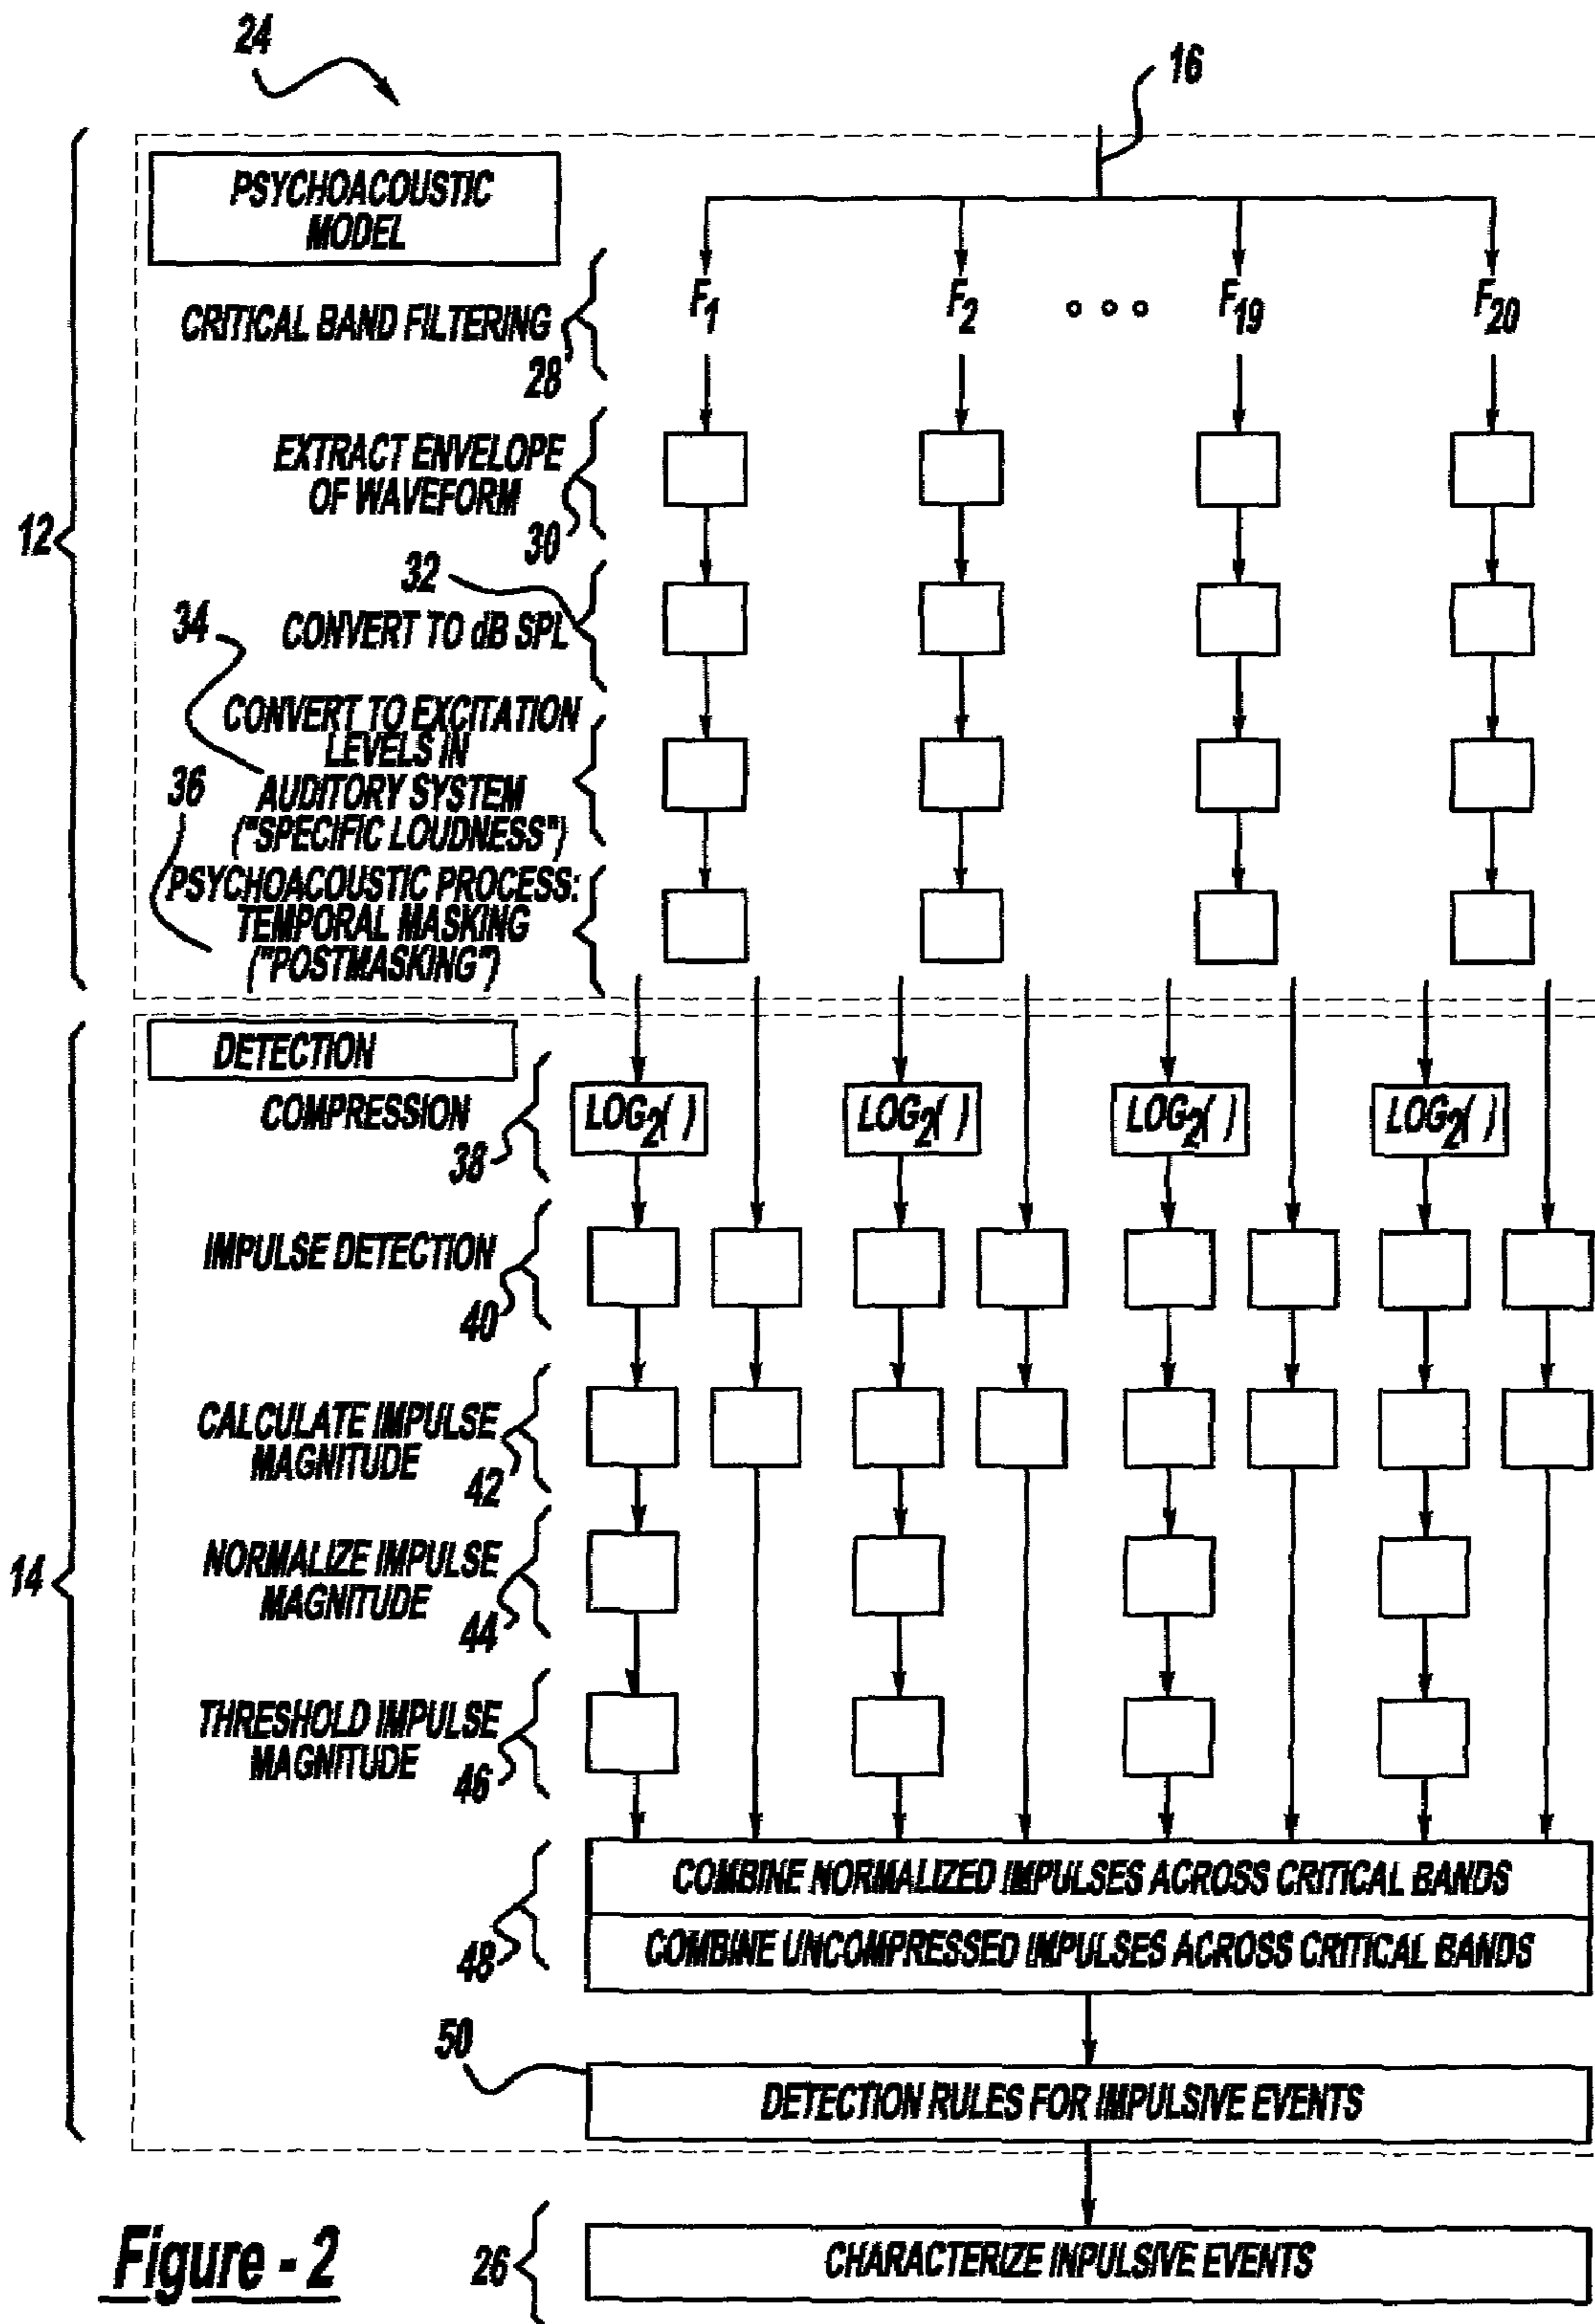 24
16
PSYCHOACOUSTIC
MODEL
F1 F2 ° ° ° F19 F20
CRITICAL BAND FILTERING
28
EXTRACT ENVELOPE
OF WAVEFORM
30
12
32
CONVERT TO dB SPL
34
CONVERT TO EXCITATION
LEVELS IN
AUDITORY SYSTEM
("SPECIFIC LOUDNESS")
36
PSYCHOACOUSTIC PROCESS:
TEMPORAL MASKING
("POSTMASKING")
DETECTION
COMPRESSION
38
LOG2( ) LOG2( ) LOG2( ) LOG2( )
IMPULSE DETECTION
40
CALCULATE IMPULSE
MAGNITUDE
42
14
NORMALIZE IMPULSE
MAGNITUDE
44
THRESHOLD IMPULSE
MAGNITUDE
46
COMBINE NORMALIZED IMPULSES ACROSS CRITICAL BANDS
COMBINE UNCOMPRESSED IMPULSES ACROSS CRITICAL BANDS
48
50
DETECTION RULES FOR IMPULSIVE EVENTS
26
CHARACTERIZE INPULSIVE EVENTS
Figure - 2